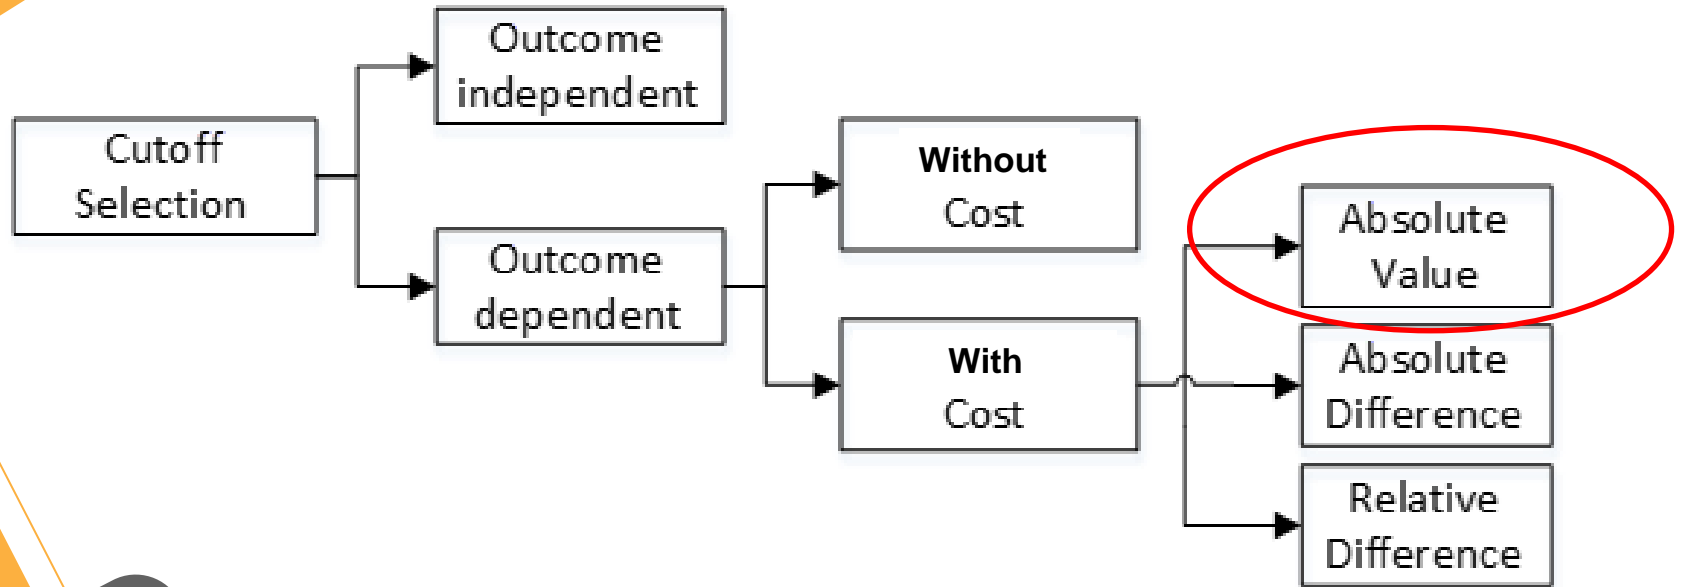 Outcome
independent
Cutoff
Selection
Outcome
dependent
Without
Cost
With
Cost
Absolute
Value
Absolute
Difference
Relative
Difference